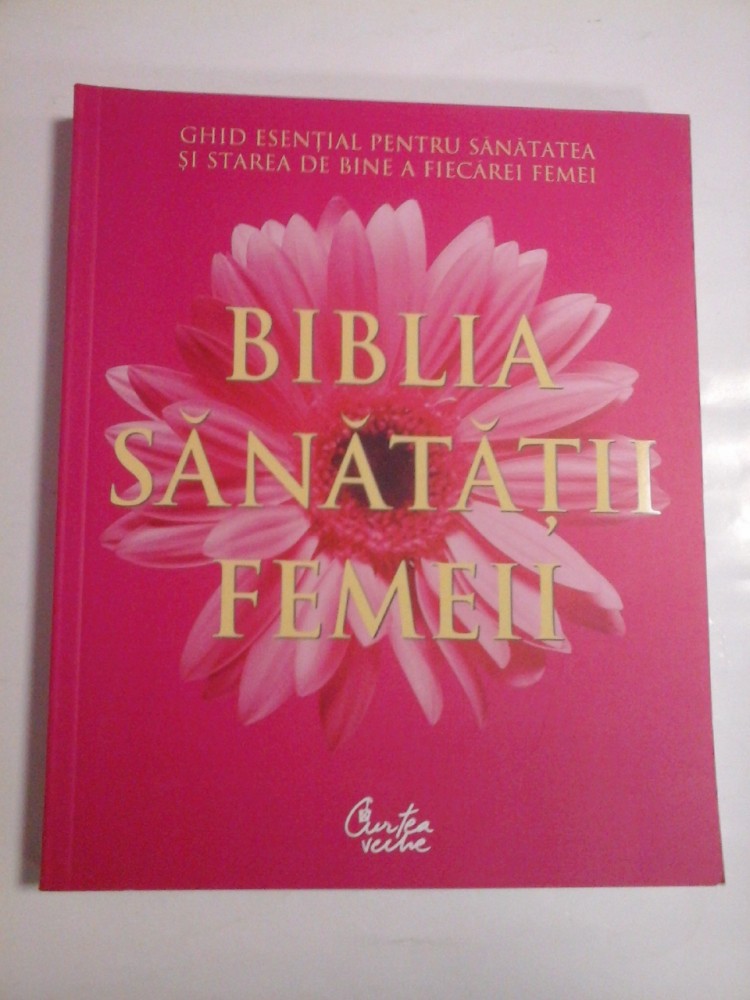 GHID ESENȚIAL PENTRU SĂNĂTATEA
ȘI STAREA DE BINE A FIECĂREI FEMEI
BIBLIA
SĂNĂTĂȚII
FEMEII
Curtea
veche